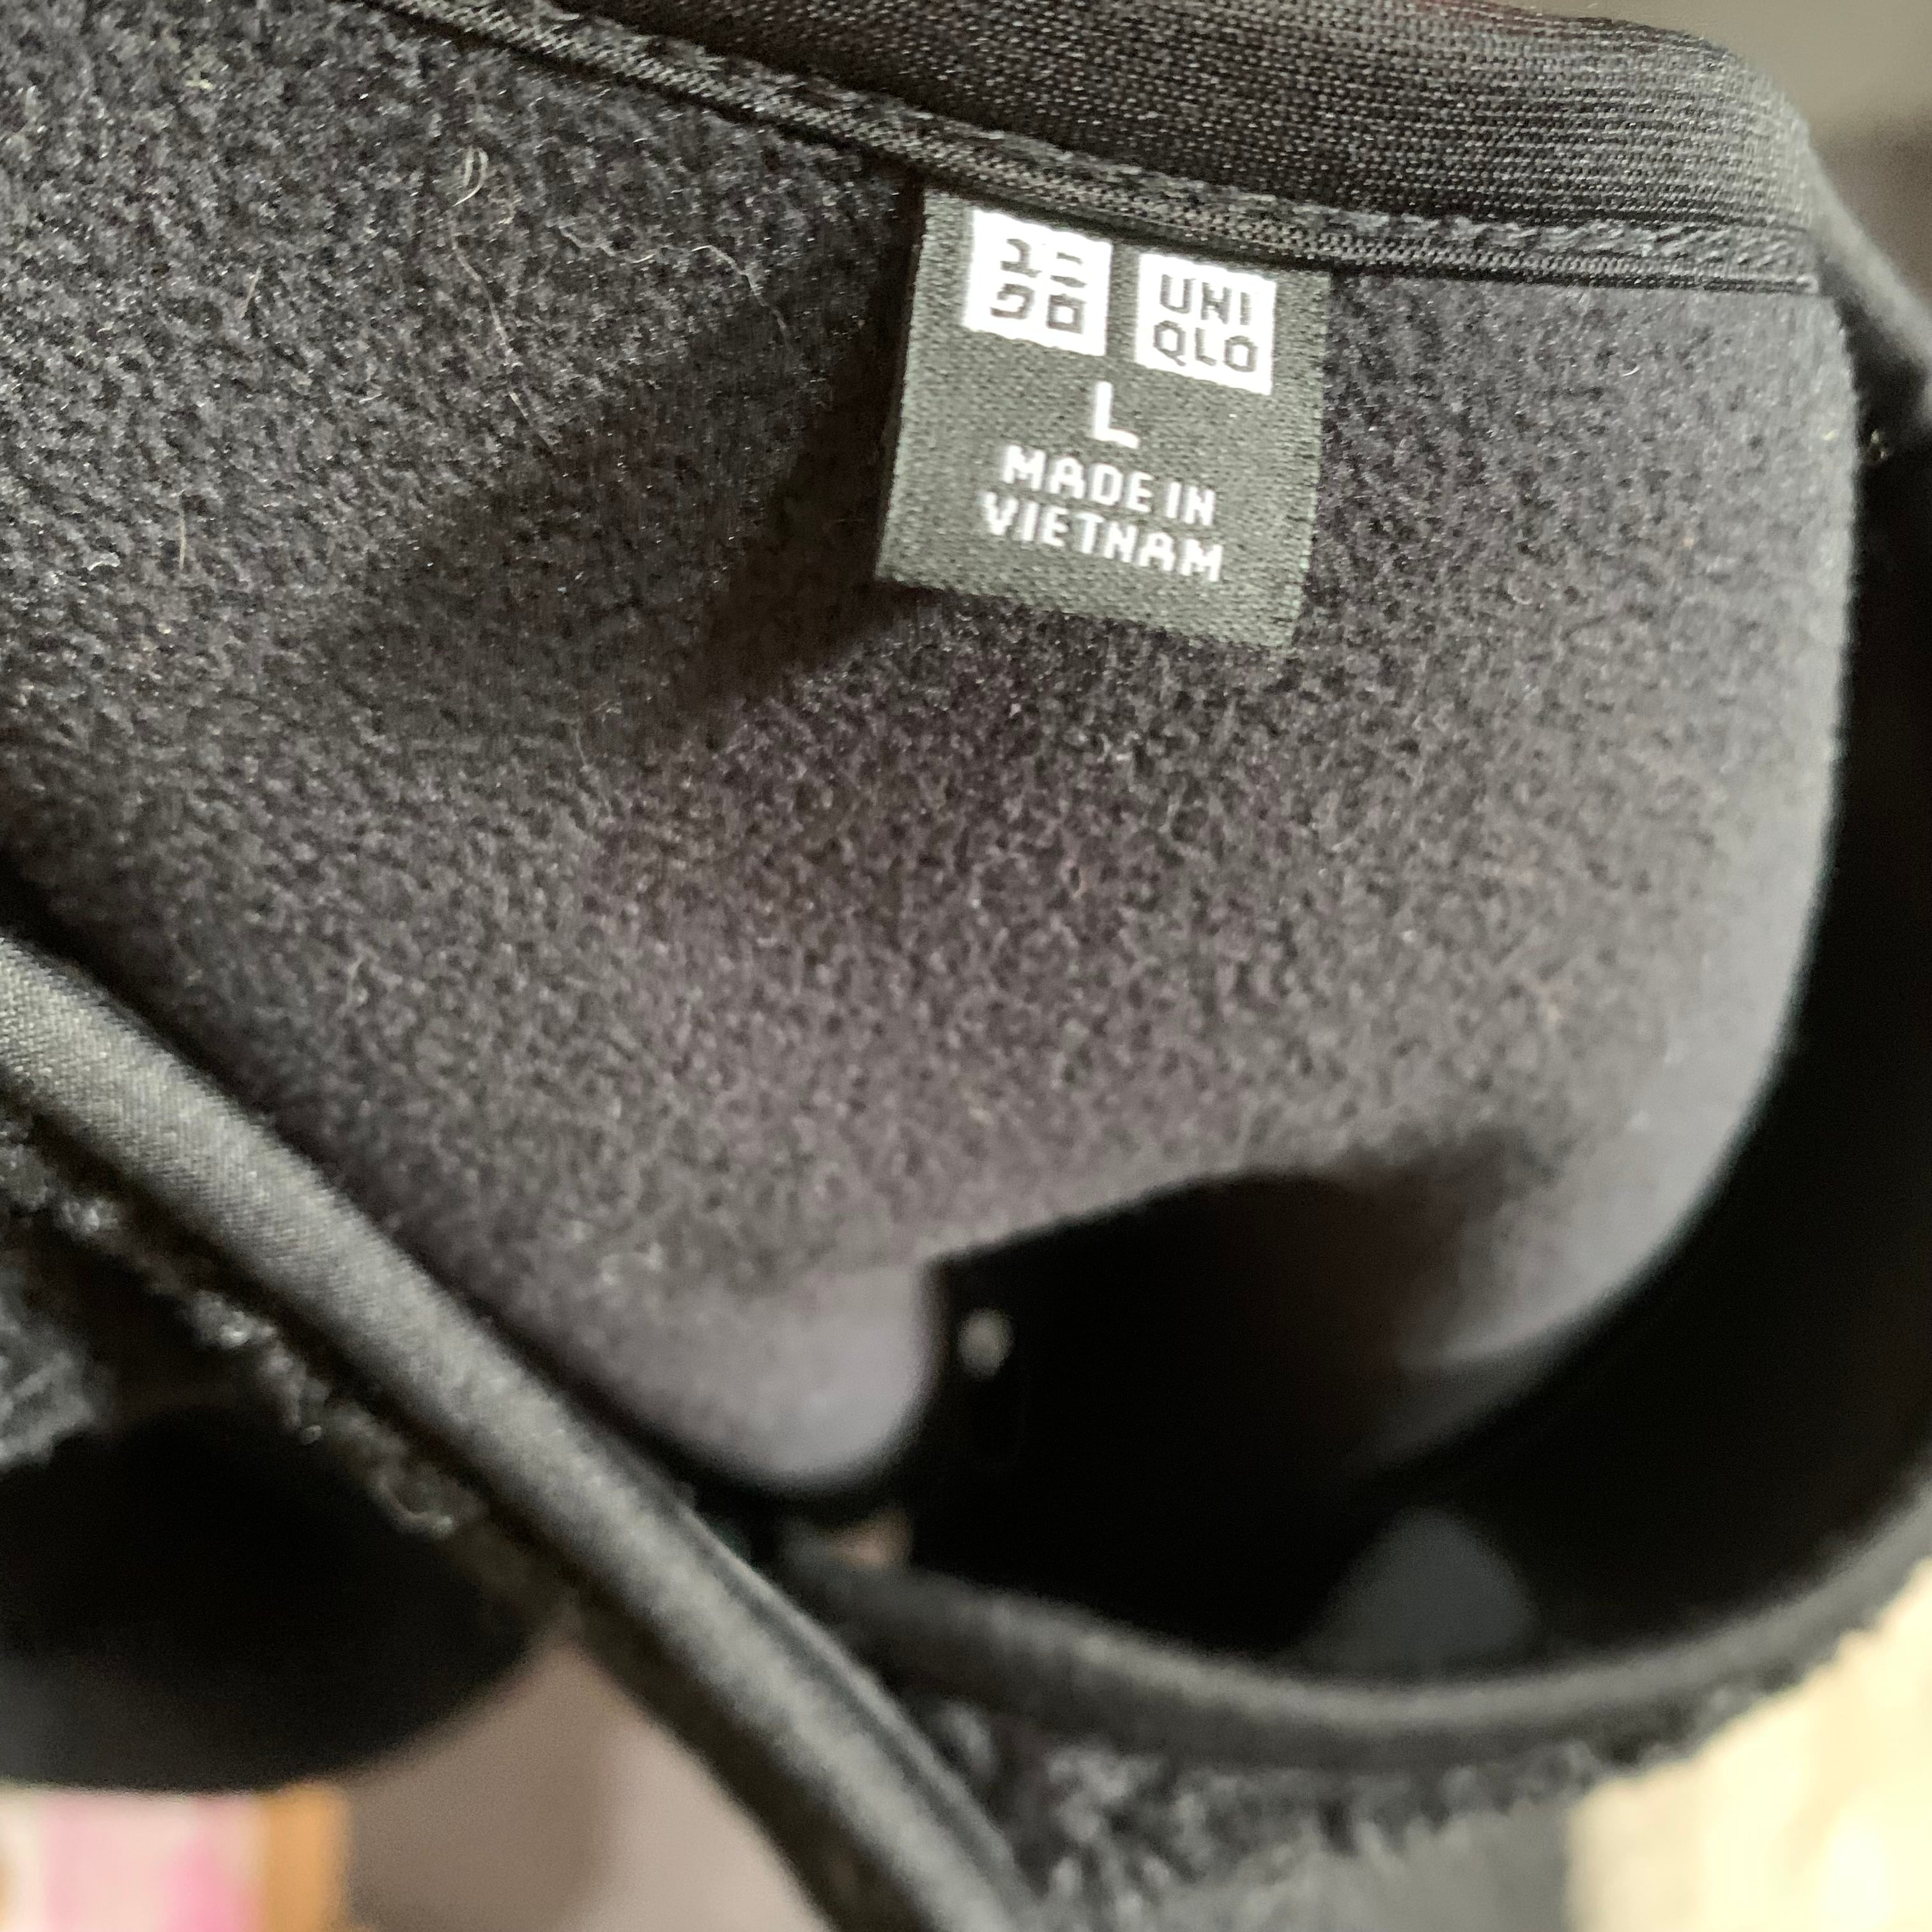 ユニ
クロ
UNI
QLO
L
MADE IN
VIETNAM